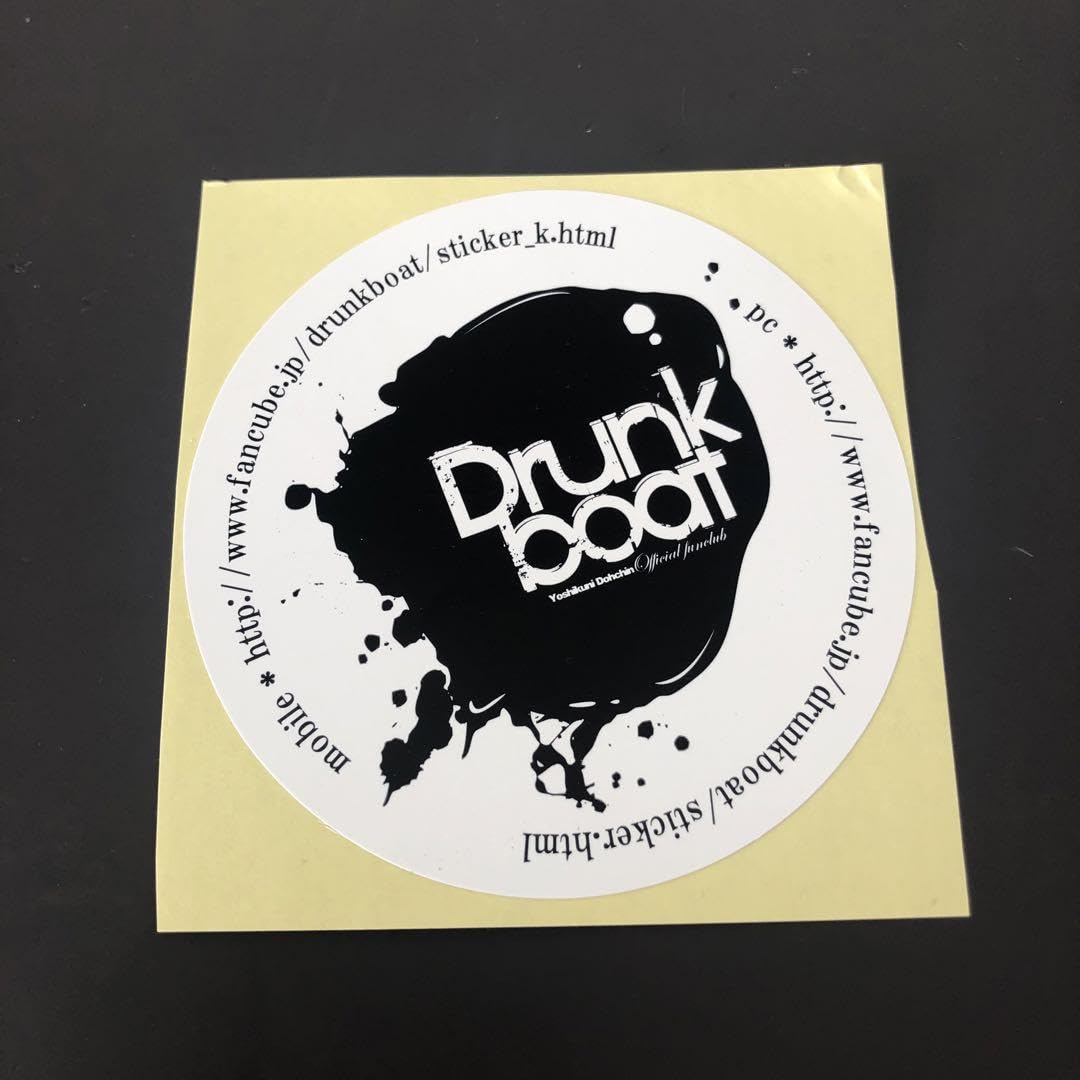 mobile * http://www.fancube.jp/drunkboat/sticker_k.html
pc * http://www.fancube.jp/drunkboat/sticker.html
Drunk
boat
Yoshikuni Dohchin Official funclub